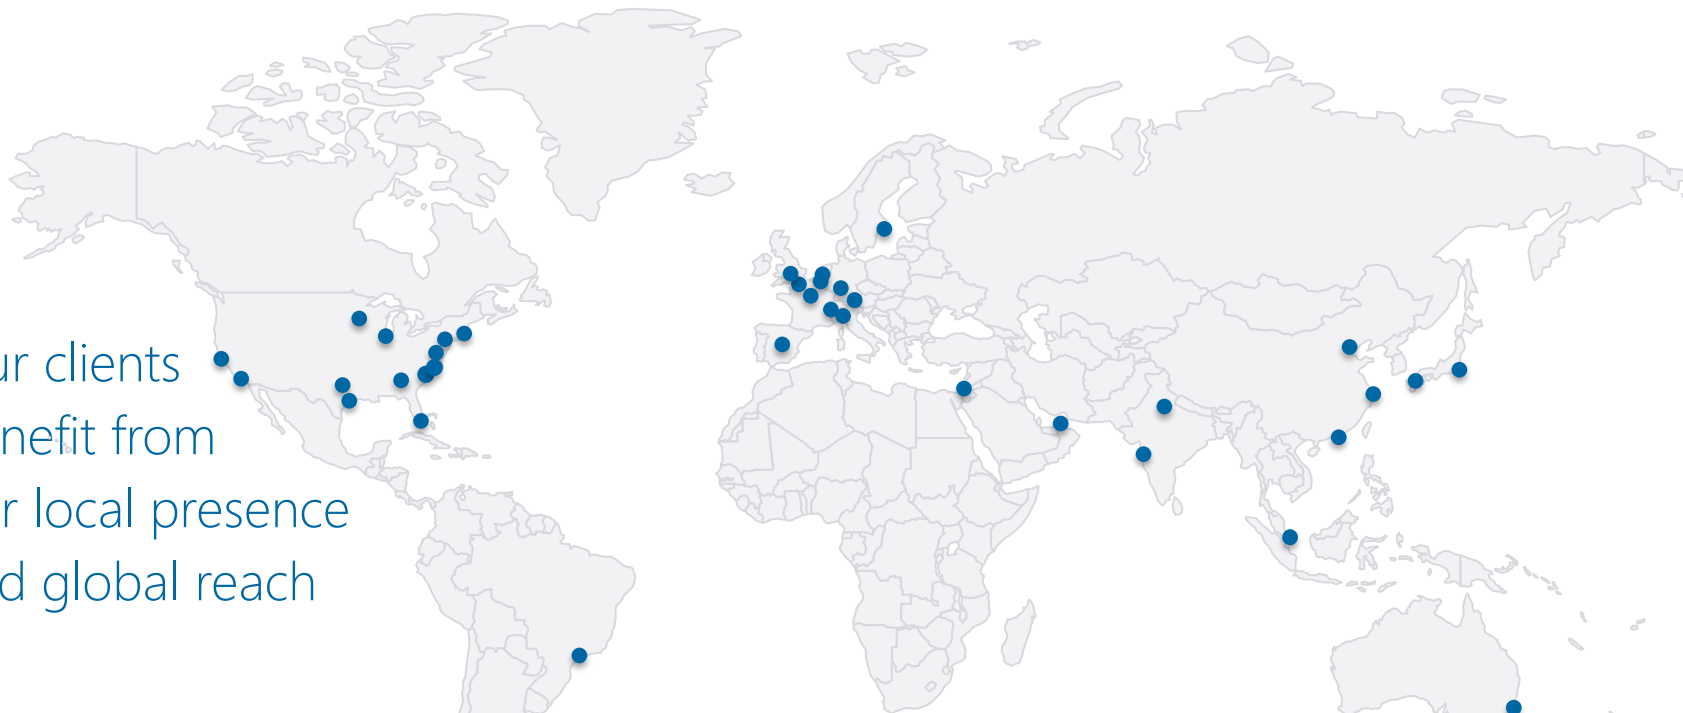 ur clients
nefit from
r local presence
d global reach